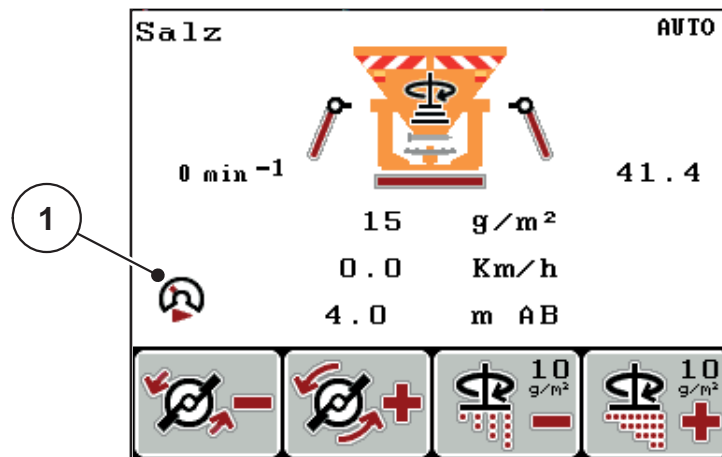 Salz AUTO
0 min⁻¹ 41.4
15 g/m²
1
0.0 Km/h
4.0 m AB
10 g/m² 10 g/m²